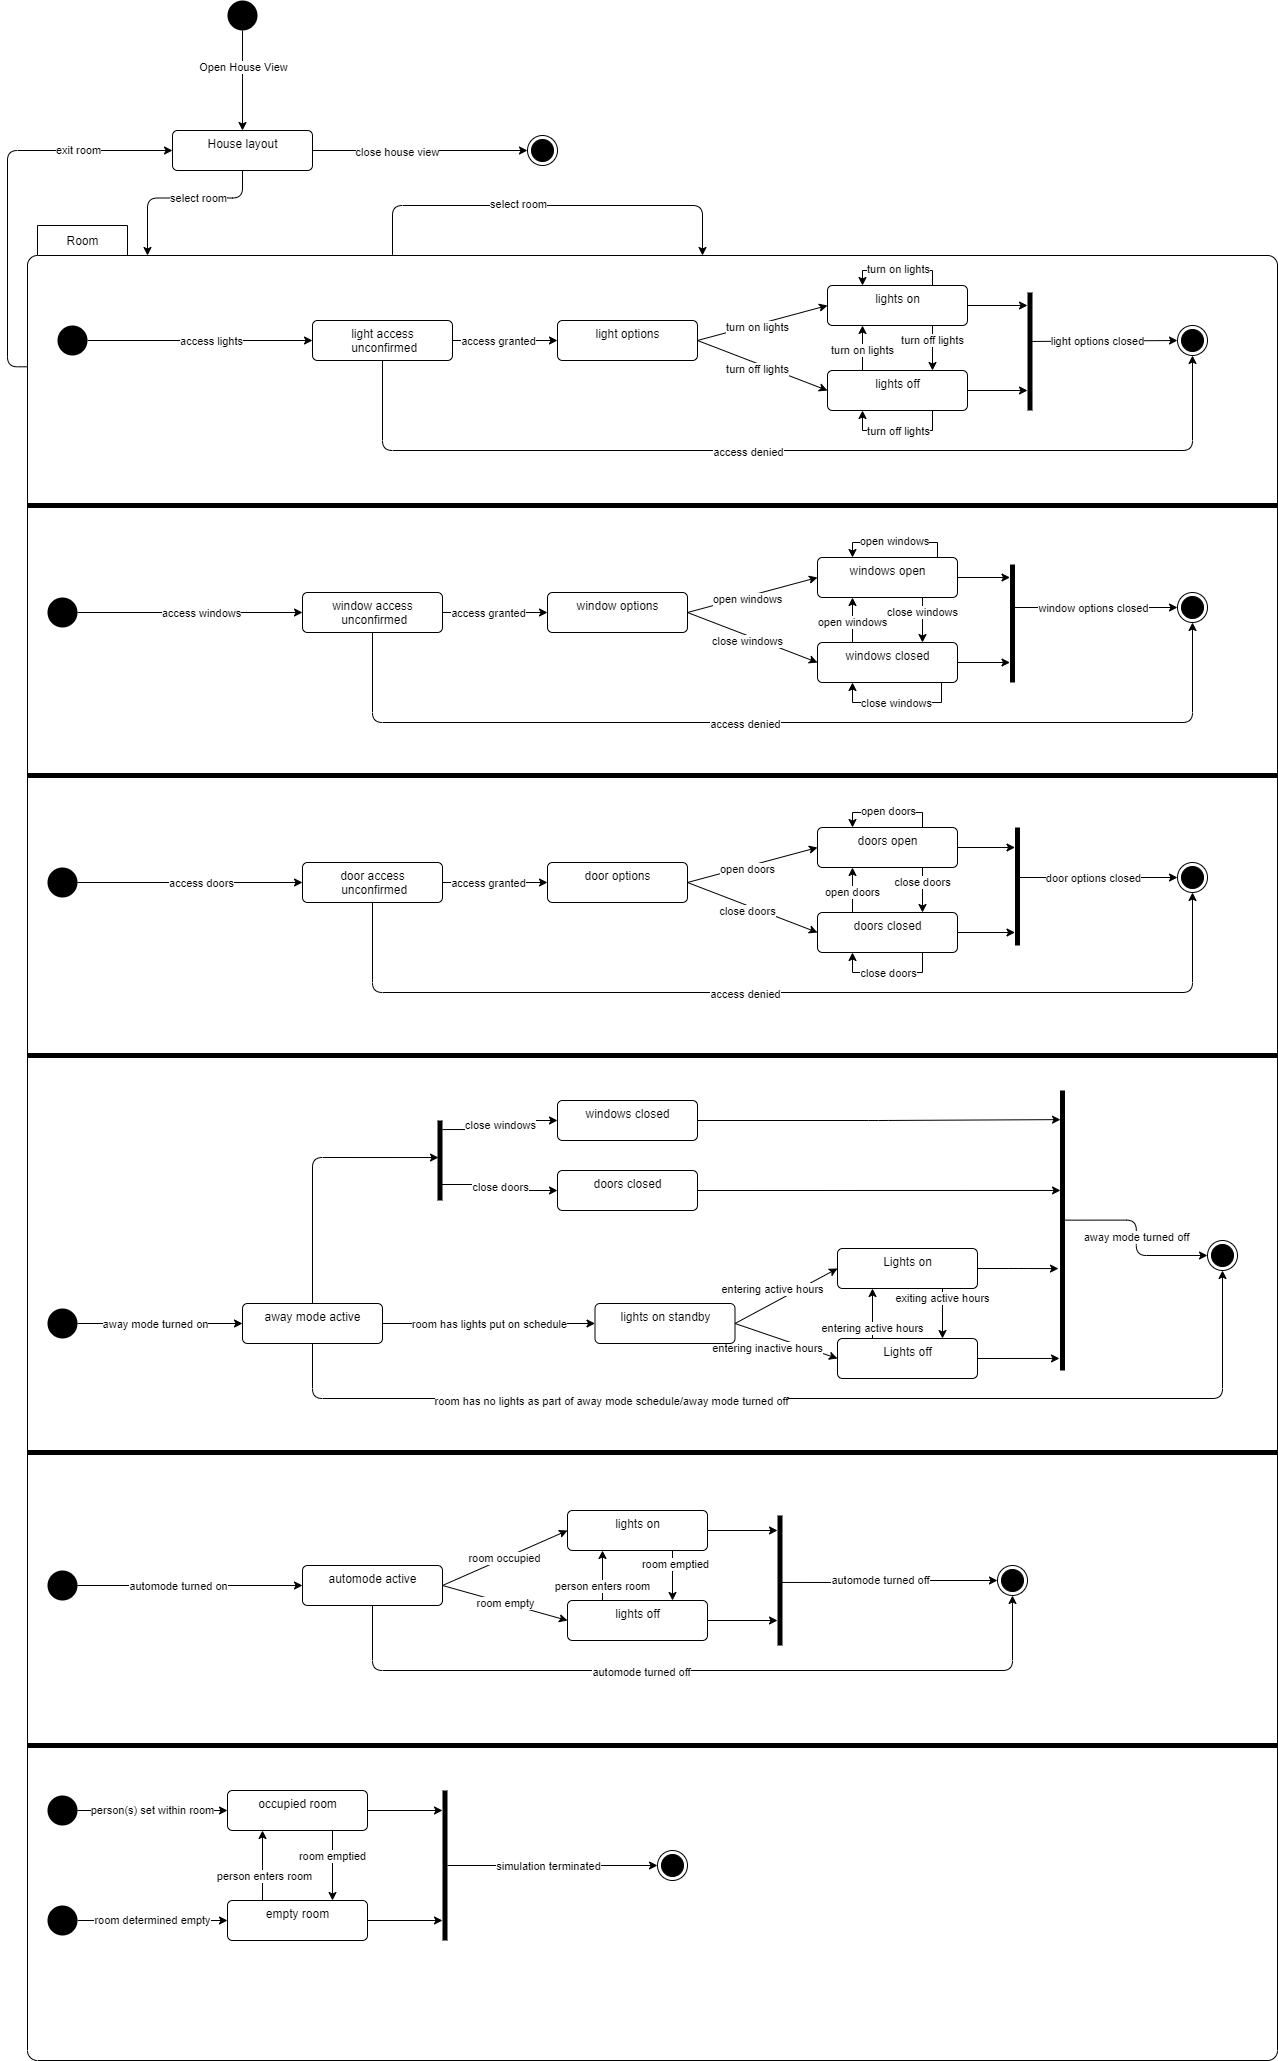 Open House View
House layout
exit room
close house view
select room
select room
Room
turn on lights
lights on
light access
unconfirmed
light options
access lights
access granted
turn on lights
turn off lights
turn on lights
light options closed
turn off lights
lights off
turn off lights
access denied
open windows
windows open
window access
unconfirmed
window options
access windows
access granted
open windows
close windows
open windows
window options closed
close windows
windows closed
close windows
access denied
open doors
doors open
door access
unconfirmed
door options
access doors
access granted
open doors
close doors
open doors
door options closed
close doors
doors closed
close doors
access denied
windows closed
close windows
doors closed
close doors
away mode turned off
Lights on
entering active hours
exiting active hours
away mode active
lights on standby
away mode turned on
room has lights put on schedule
entering active hours
entering inactive hours
Lights off
room has no lights as part of away mode schedule/away mode turned off
lights on
room occupied
room emptied
automode active
automode turned on
automode turned off
person enters room
room empty
lights off
automode turned off
occupied room
person(s) set within room
room emptied
simulation terminated
person enters room
empty room
room determined empty